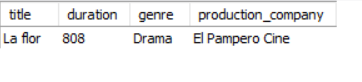 title duration genre production_company
La flor 808 Drama El Pampero Cine